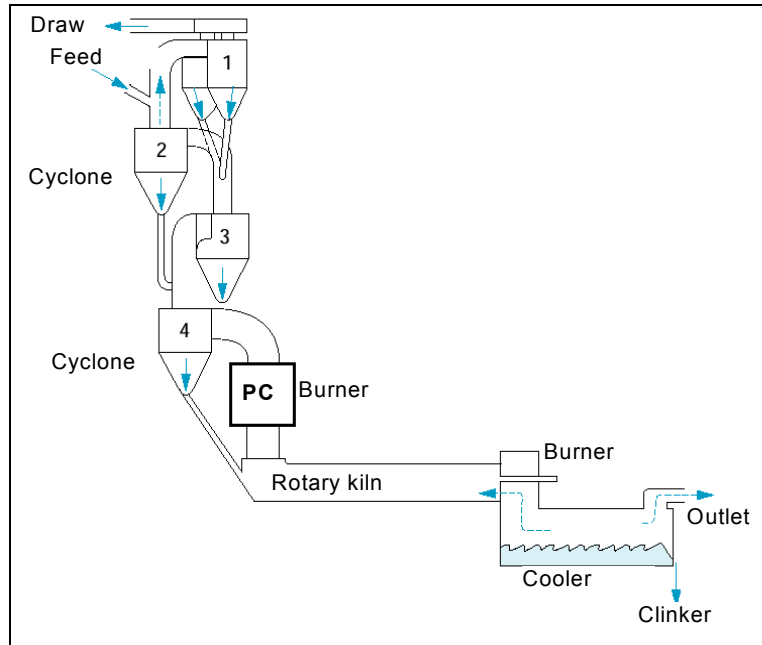 Draw
Feed
1
2
Cyclone
3
4
Cyclone
PC
Burner
Burner
Rotary kiln
Outlet
Cooler
Clinker